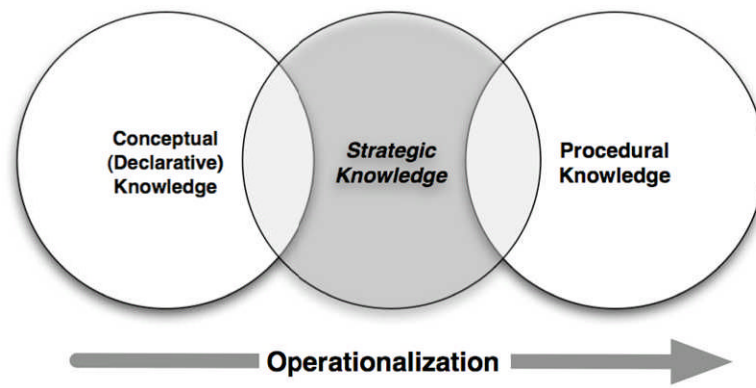 Conceptual
(Declarative)
Knowledge
Strategic
Knowledge
Procedural
Knowledge
Operationalization